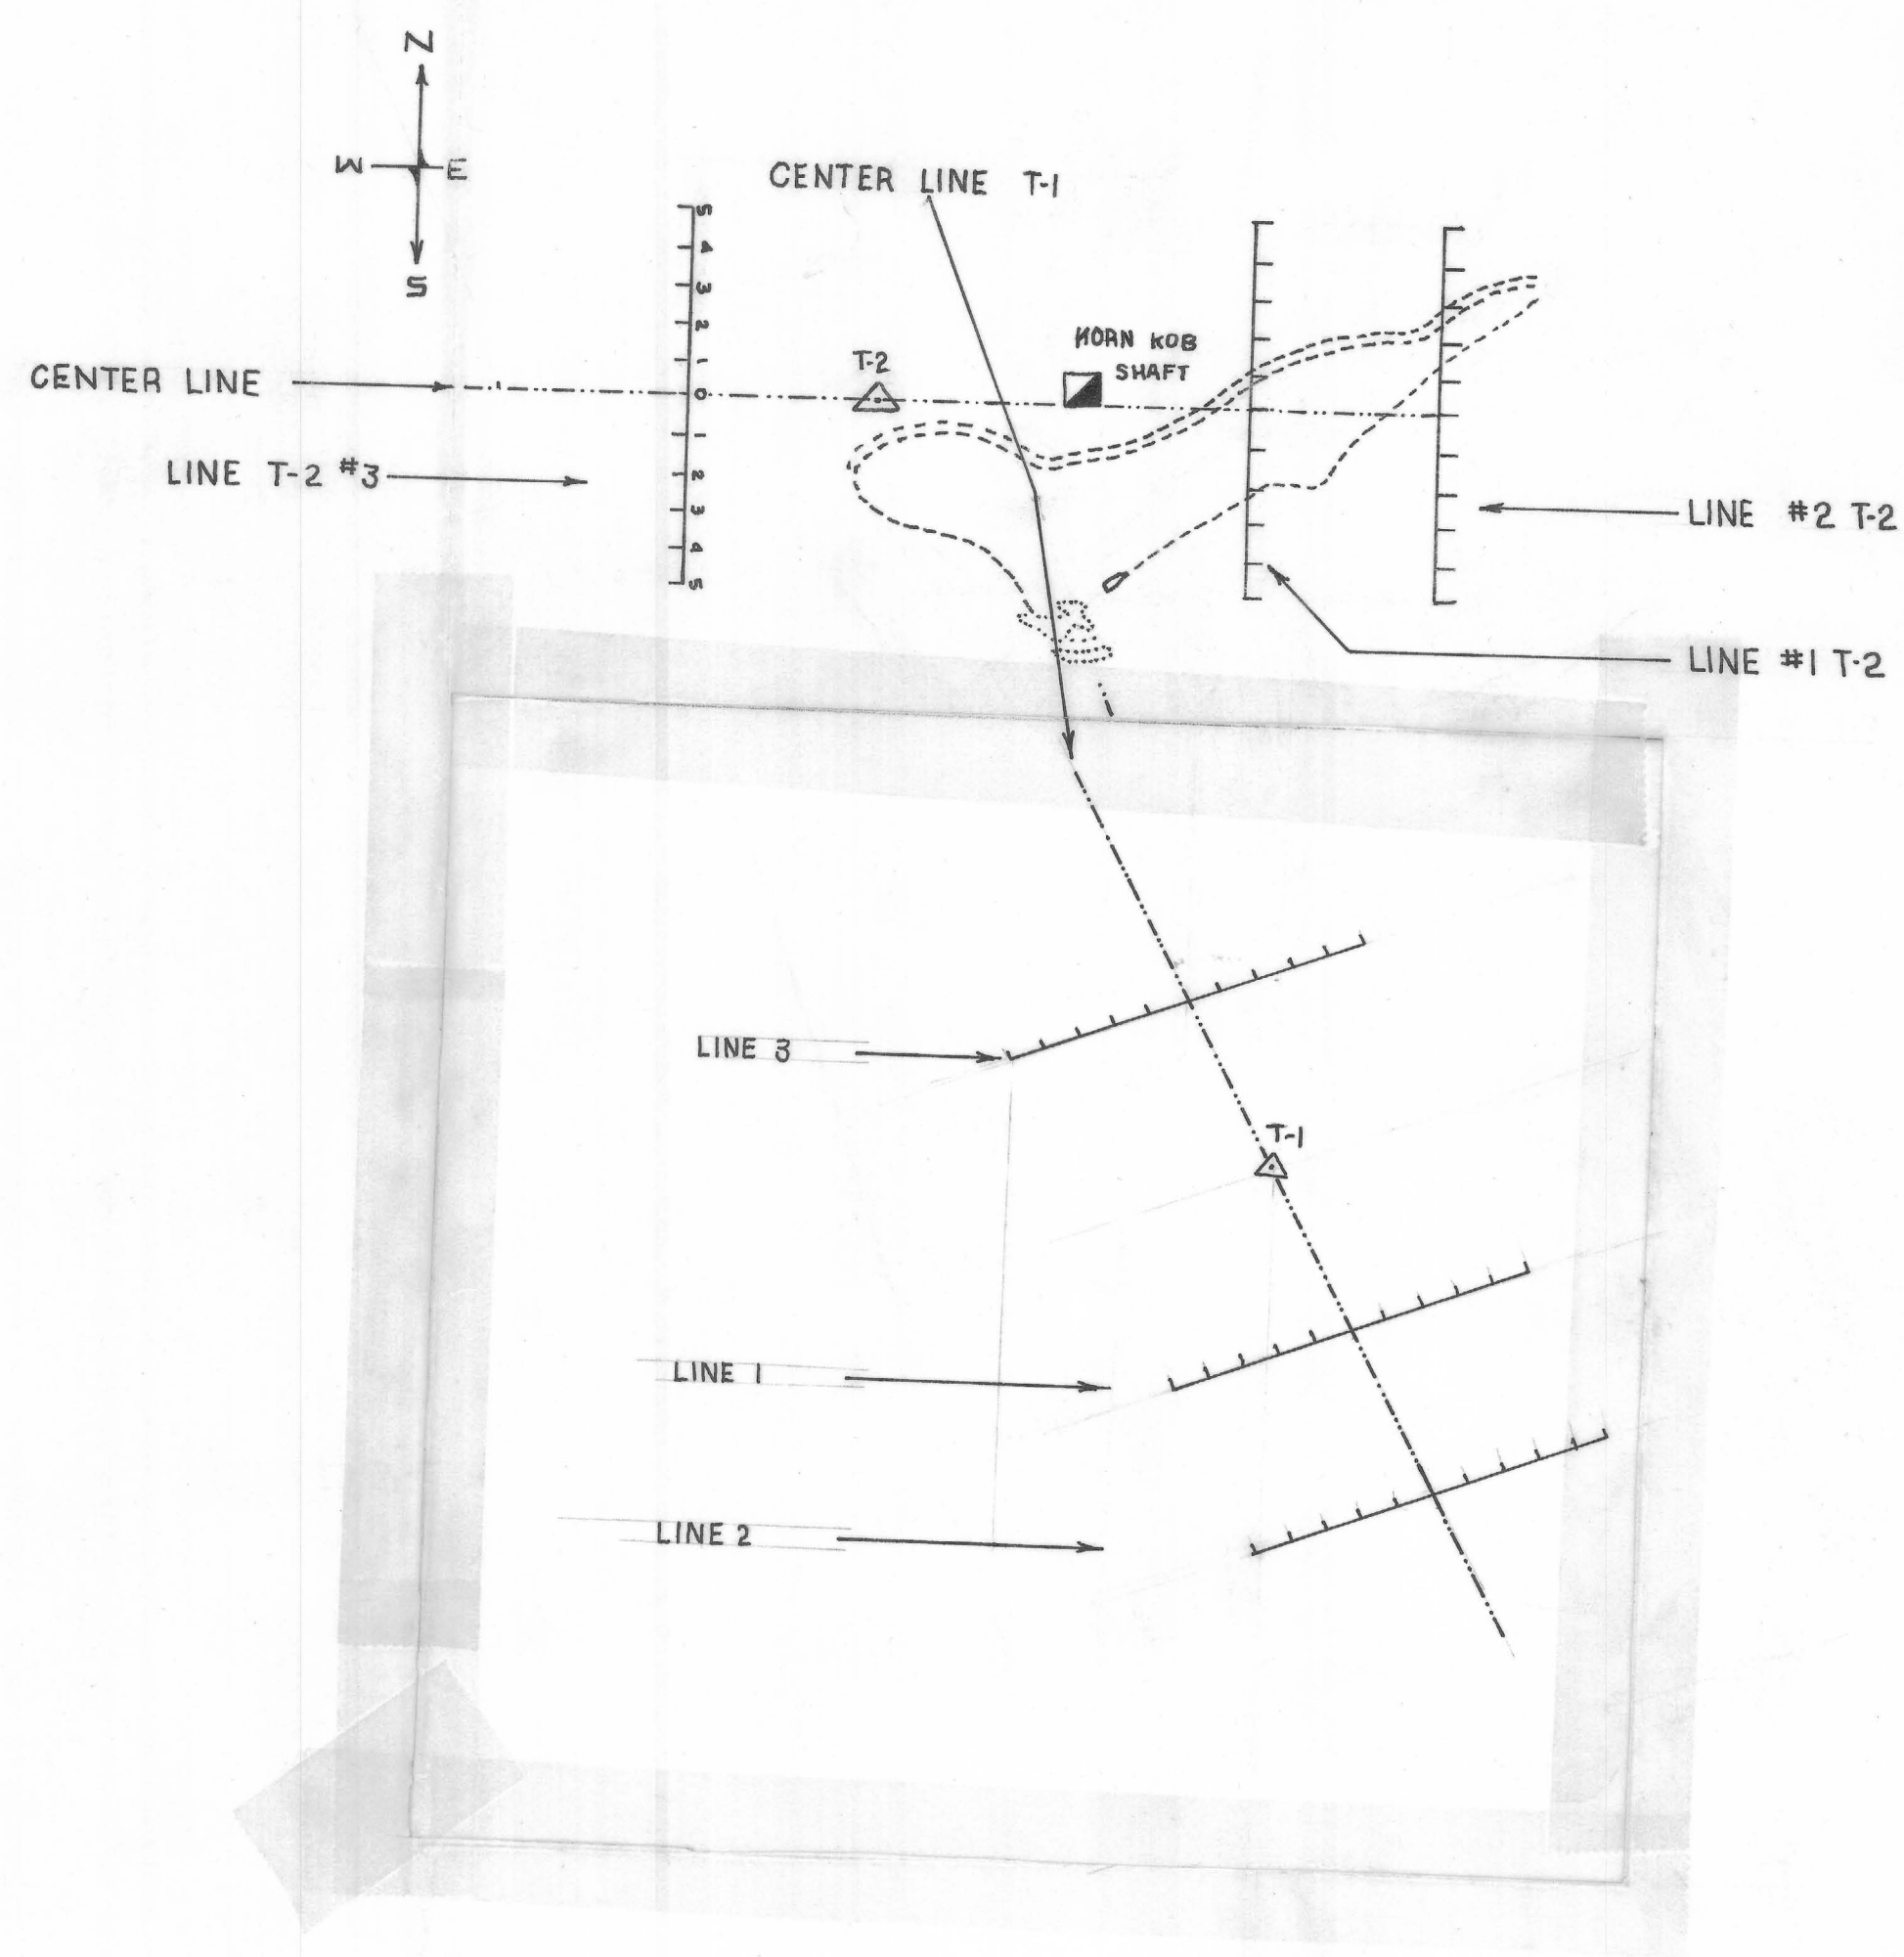 N
W E
S
CENTER LINE T-1
5
4
3
2
1
0
1
2
3
4
5
T-2
KORN KOB
SHAFT
CENTER LINE
LINE T-2 #3
LINE #2 T-2
LINE #1 T-2
LINE 3
T-1
LINE 1
LINE 2